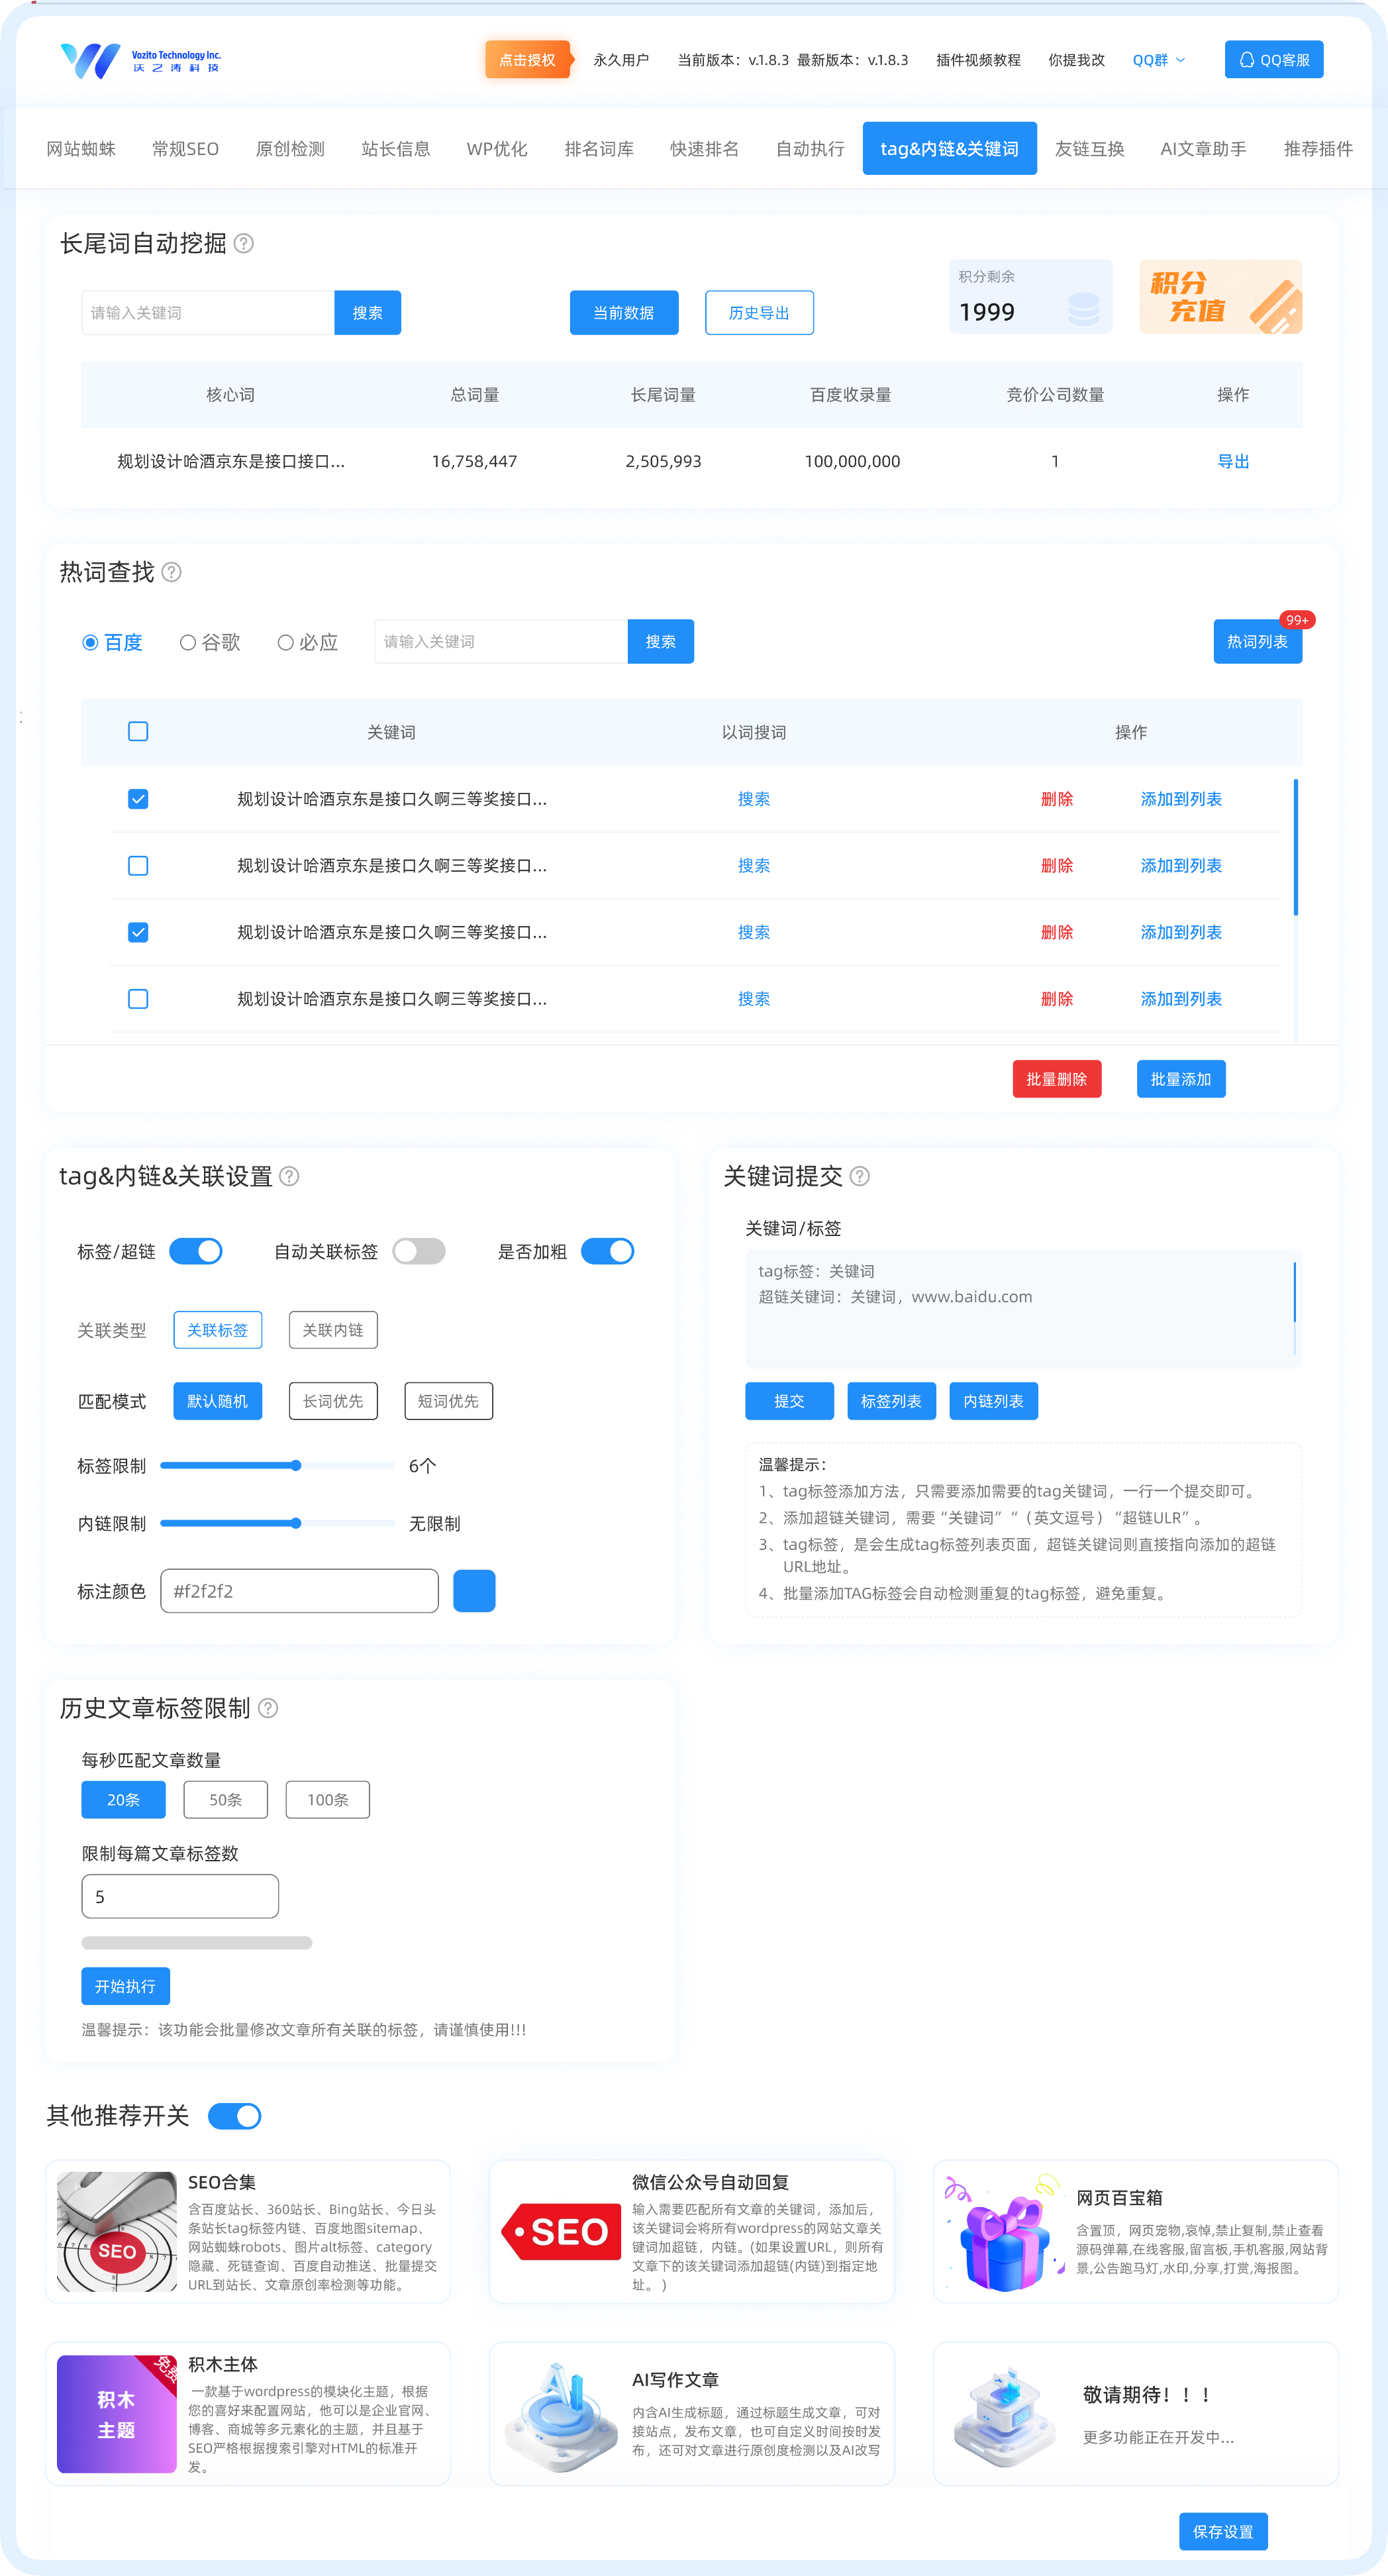 Vozito Technology Inc.
沃之涛科技
点击授权
永久用户
当前版本：v.1.8.3 最新版本：v.1.8.3
插件视频教程
你提我改
QQ群
QQ客服
网站蜘蛛
常规SEO
原创检测
站长信息
WP优化
排名词库
快速排名
自动执行
tag&内链&关键词
友链互换
AI文章助手
推荐插件
长尾词自动挖掘
请输入关键词
搜索
当前数据
历史导出
积分剩余
1999
积分
充值
核心词
总词量
长尾词量
百度收录量
竞价公司数量
操作
规划设计哈酒京东是接口接口...
16,758,447
2,505,993
100,000,000
1
导出
热词查找
百度
谷歌
必应
请输入关键词
搜索
热词列表
99+
关键词
以词搜词
操作
规划设计哈酒京东是接口久啊三等奖接口...
搜索
删除
添加到列表
规划设计哈酒京东是接口久啊三等奖接口...
搜索
删除
添加到列表
规划设计哈酒京东是接口久啊三等奖接口...
搜索
删除
添加到列表
规划设计哈酒京东是接口久啊三等奖接口...
搜索
删除
添加到列表
批量删除
批量添加
tag&内链&关联设置
标签/超链
自动关联标签
是否加粗
关联类型
关联标签
关联内链
匹配模式
默认随机
长词优先
短词优先
标签限制
6个
内链限制
无限制
标注颜色
#f2f2f2
关键词提交
关键词/标签
tag标签：关键词
超链关键词：关键词，www.baidu.com
提交
标签列表
内链列表
温馨提示：
1、tag标签添加方法，只需要添加需要的tag关键词，一行一个提交即可。
2、添加超链关键词，需要“关键词”“（英文逗号）“超链ULR”。
3、tag标签，是会生成tag标签列表页面，超链关键词则直接指向添加的超链
URL地址。
4、批量添加TAG标签会自动检测重复的tag标签，避免重复。
历史文章标签限制
每秒匹配文章数量
20条
50条
100条
限制每篇文章标签数
5
开始执行
温馨提示：该功能会批量修改文章所有关联的标签，请谨慎使用!!!
其他推荐开关
SEO
SEO合集
含百度站长、360站长、Bing站长、今日头
条站长tag标签内链、百度地图sitemap、
网站蜘蛛robots、图片alt标签、category
隐藏、死链查询、百度自动推送、批量提交
URL到站长、文章原创率检测等功能。
SEO
微信公众号自动回复
输入需要匹配所有文章的关键词，添加后，
该关键词会将所有wordpress的网站文章关
键词加超链，内链。(如果设置URL，则所有
文章下的该关键词添加超链(内链)到指定地
址。)
网页百宝箱
含置顶，网页宠物,哀悼,禁止复制,禁止查看
源码弹幕,在线客服,留言板,手机客服,网站背
景,公告跑马灯,水印,分享,打赏,海报图。
积木
主题
免费
积木主体
一款基于wordpress的模块化主题，根据
您的喜好来配置网站，他可以是企业官网、
博客、商城等多元素化的主题，并且基于
SEO严格根据搜索引擎对HTML的标准开
发。
AI
AI写作文章
内含AI生成标题，通过标题生成文章，可对
接站点，发布文章，也可自定义时间按时发
布，还可对文章进行原创度检测以及AI改写
敬请期待！！！
更多功能正在开发中...
保存设置